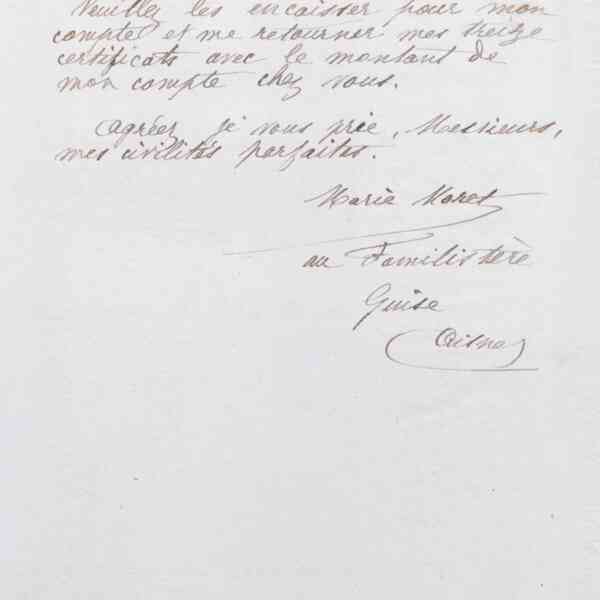 Veuillez les encaisser pour mon
compte et me retourner mes treize
certificats avec le montant de
mon compte chez vous.
Agréez, je vous prie, Messieurs,
mes civilités parfaites.
Marie Moret
au Familistère
Guise
(Aisne)